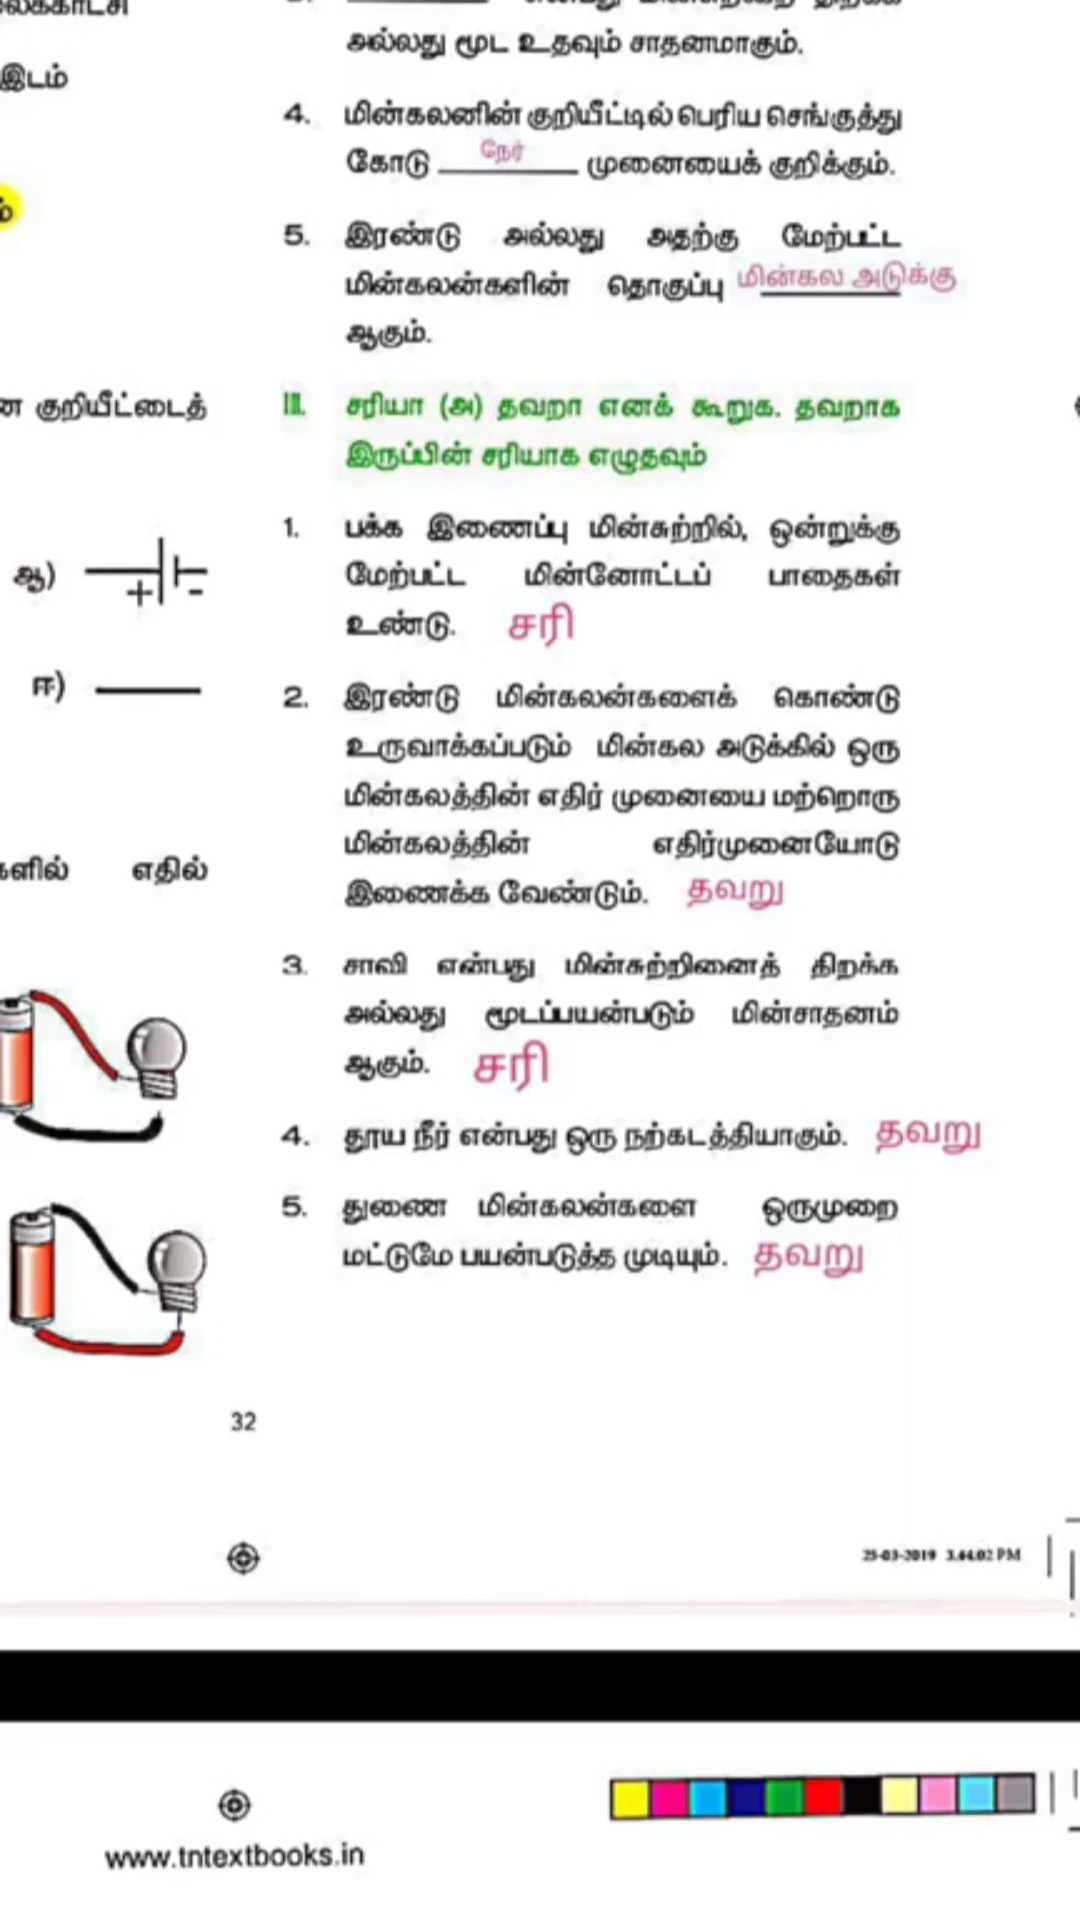 இடம்
ன குறியீட்டைத்
ஆ)
+ -
ஈ)
எதில்
அல்லது மூட உதவும் சாதனமாகும்.
4. மின்கலனின் குறியீட்டில் பெரிய செங்குத்து
கோடு நேர் முனையைக் குறிக்கும்.
5. இரண்டு அல்லது அதற்கு மேற்பட்ட
மின்கலன்களின் தொகுப்பு மின்கல அடுக்கு
ஆகும்.
III. சரியா (அ) தவறா எனக் கூறுக. தவறாக
இருப்பின் சரியாக எழுதவும்
1. பக்க இணைப்பு மின்சுற்றில், ஒன்றுக்கு
மேற்பட்ட மின்னோட்டப் பாதைகள்
உண்டு. சரி
2. இரண்டு மின்கலன்களைக் கொண்டு
உருவாக்கப்படும் மின்கல அடுக்கில் ஒரு
மின்கலத்தின் எதிர் முனையை மற்றொரு
மின்கலத்தின் எதிர்முனையோடு
இணைக்க வேண்டும். தவறு
3. சாவி என்பது மின்சுற்றினைத் திறக்க
அல்லது மூடப்பயன்படும் மின்சாதனம்
ஆகும். சரி
4. தூய நீர் என்பது ஒரு நற்கடத்தியாகும். தவறு
5. துணை மின்கலன்களை ஒருமுறை
மட்டுமே பயன்படுத்த முடியும். தவறு
32
25-03-2019 3.44.02 PM
www.tntextbooks.in